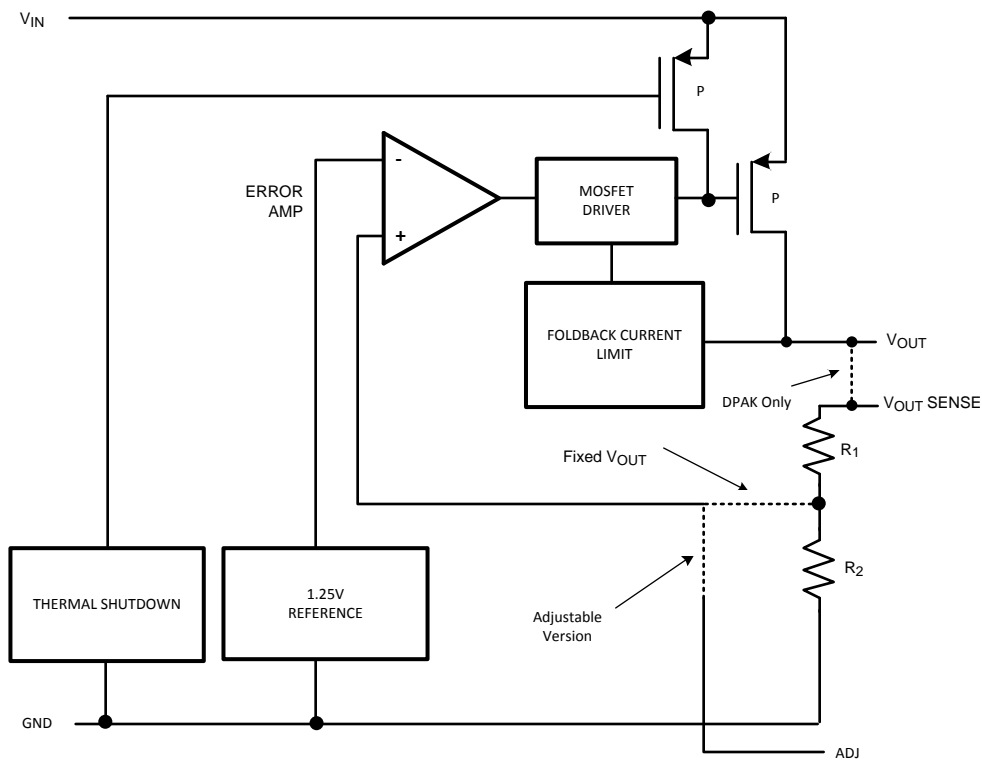 VIN
P
P
ERROR
AMP
-
+
MOSFET
DRIVER
FOLDBACK CURRENT
LIMIT
VOUT
DPAK Only
VOUT SENSE
Fixed VOUT
R1
R2
THERMAL SHUTDOWN
1.25V
REFERENCE
Adjustable
Version
GND
ADJ